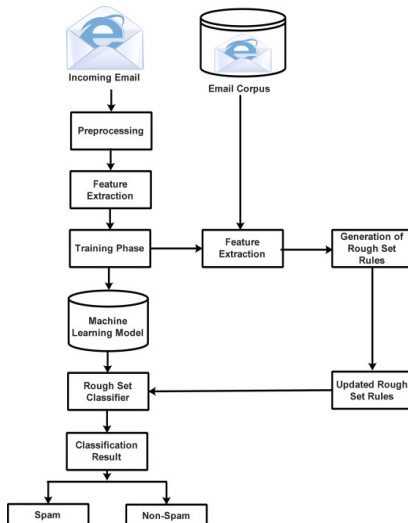 Incoming Email
Email Corpus
Preprocessing
Feature
Extraction
Training Phase
Feature
Extraction
Generation of
Rough Set
Rules
Machine
Learning Model
Rough Set
Classifier
Updated Rough
Set Rules
Classification
Result
Spam
Non-Spam